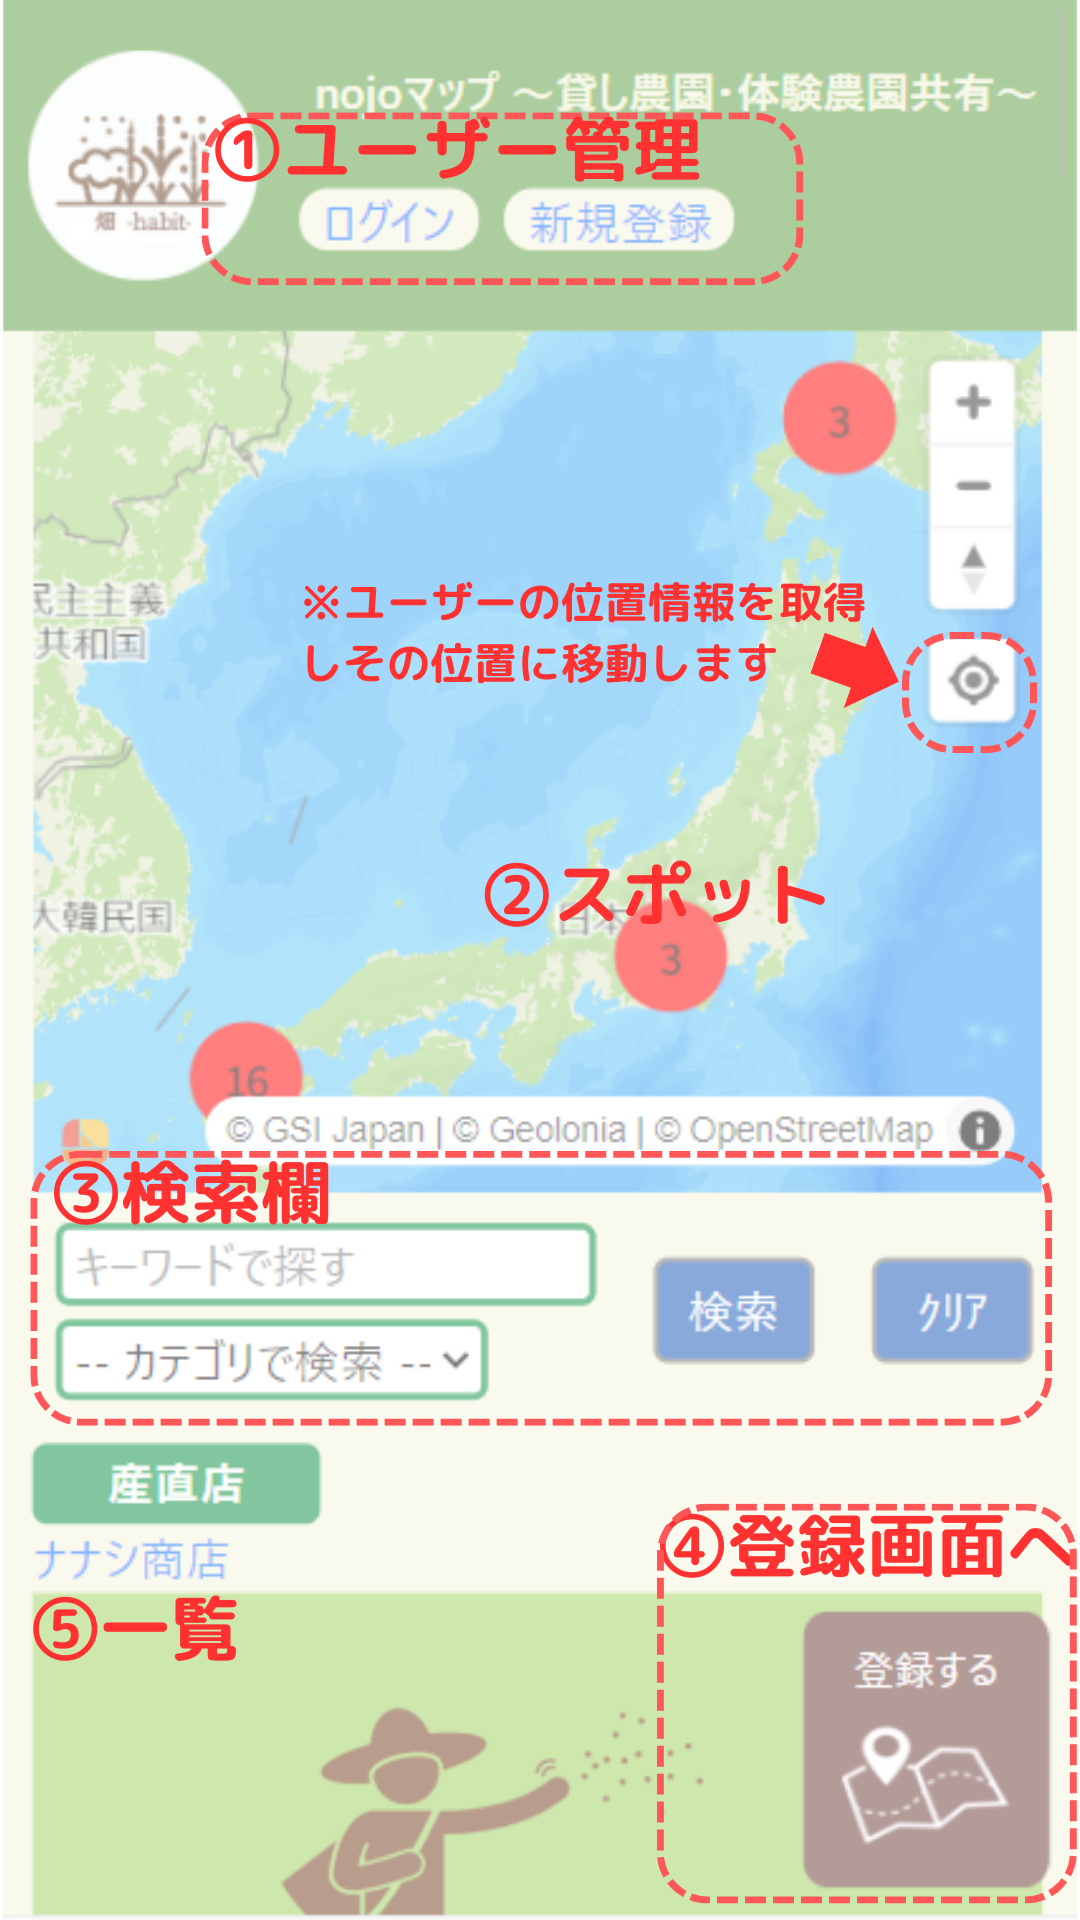 nojoマップ ～貸し農園・体験農園共有～
①ユーザー管理
畑 -habit-
ログイン
新規登録
3
※ユーザーの位置情報を取得
しその位置に移動します
民主主義
共和国
②スポット
大韓民国
日本
3
16
© GSI Japan | © Geolonia | © OpenStreetMap
③検索欄
キーワードで探す
検索
クリア
-- カテゴリで検索 --
産直店
④登録画面へ
ナナシ商店
⑤一覧
登録する